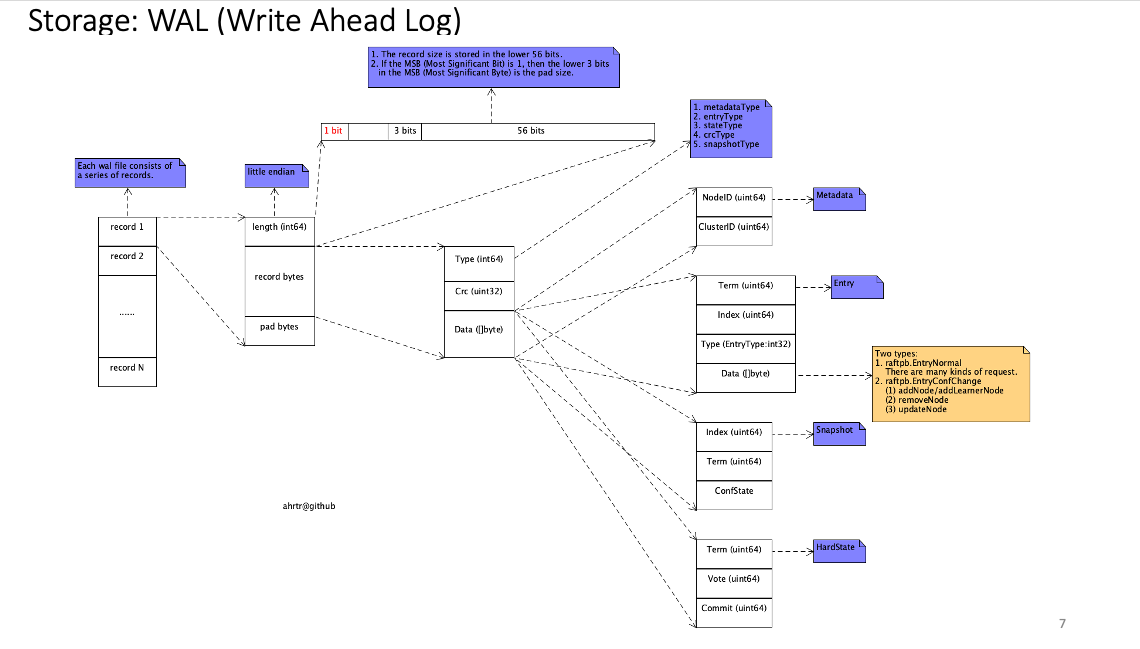 Storage: WAL (Write Ahead Log)
1. The record size is stored in the lower 56 bits.
2. If the MSB (Most Significant Bit) is 1, then the lower 3 bits
in the MSB (Most Significant Byte) is the pad size.
1 bit
3 bits
56 bits
1. metadataType
2. entryType
3. stateType
4. crcType
5. snapshotType
Each wal file consists of
a series of records.
little endian
record 1
record 2
......
record N
length (int64)
record bytes
pad bytes
Type (int64)
Crc (uint32)
Data ([]byte)
NodeID (uint64)
ClusterID (uint64)
Metadata
Term (uint64)
Index (uint64)
Type (EntryType:int32)
Data ([]byte)
Entry
Two types:
1. raftpb.EntryNormal
There are many kinds of request.
2. raftpb.EntryConfChange
(1) addNode/addLearnerNode
(2) removeNode
(3) updateNode
Index (uint64)
Term (uint64)
ConfState
Snapshot
Term (uint64)
Vote (uint64)
Commit (uint64)
HardState
ahrtr@github
7